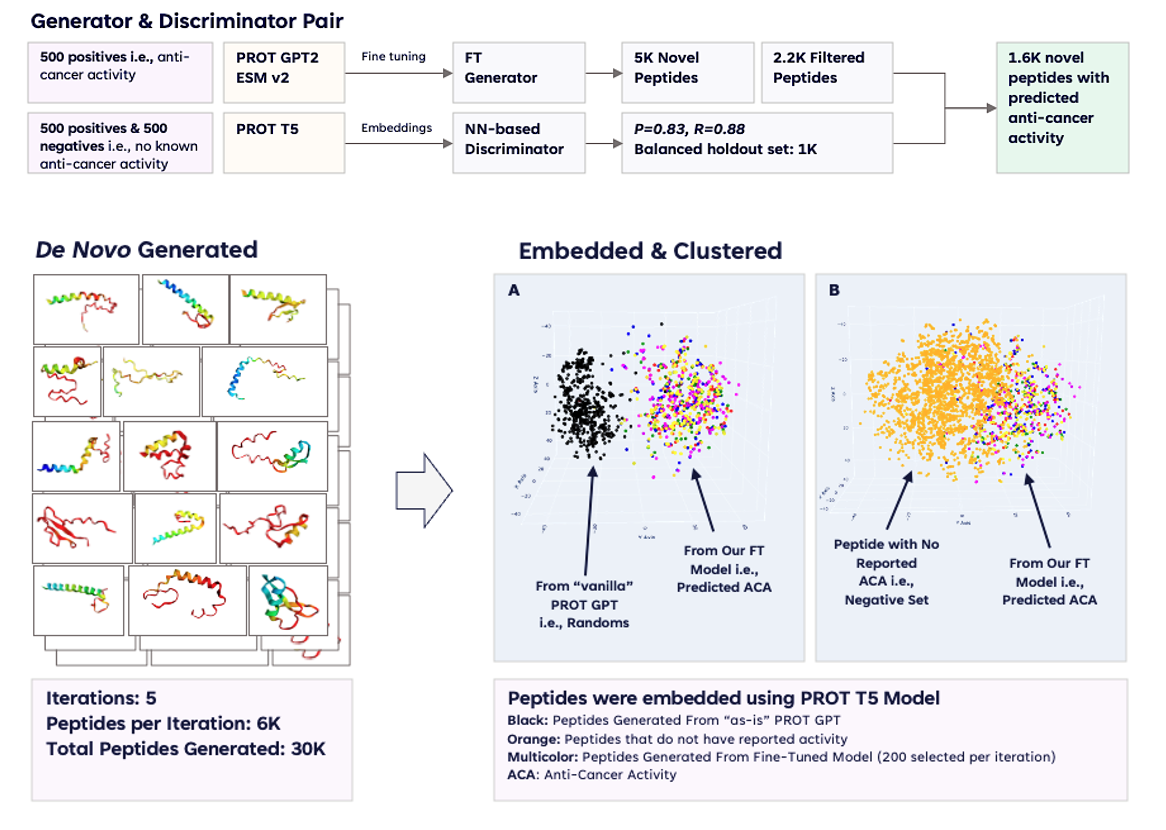 Generator & Discriminator Pair
500 positives i.e., anti-
cancer activity
PROT GPT2
ESM v2
Fine tuning
FT
Generator
5K Novel
Peptides
2.2K Filtered
Peptides
1.6K novel
peptides with
predicted
anti-cancer
activity
500 positives & 500
negatives i.e., no known
anti-cancer activity
PROT T5
Embeddings
NN-based
Discriminator
P=0.83, R=0.88
Balanced holdout set: 1K
De Novo Generated
Embedded & Clustered
A
From "vanilla"
PROT GPT
i.e., Randoms
From Our FT
Model i.e.,
Predicted ACA
B
Peptide with No
Reported
ACA i.e.,
Negative Set
From Our FT
Model i.e.,
Predicted ACA
Iterations: 5
Peptides per Iteration: 6K
Total Peptides Generated: 30K
Peptides were embedded using PROT T5 Model
Black: Peptides Generated From "as-is" PROT GPT
Orange: Peptides that do not have reported activity
Multicolor: Peptides Generated From Fine-Tuned Model (200 selected per iteration)
ACA: Anti-Cancer Activity